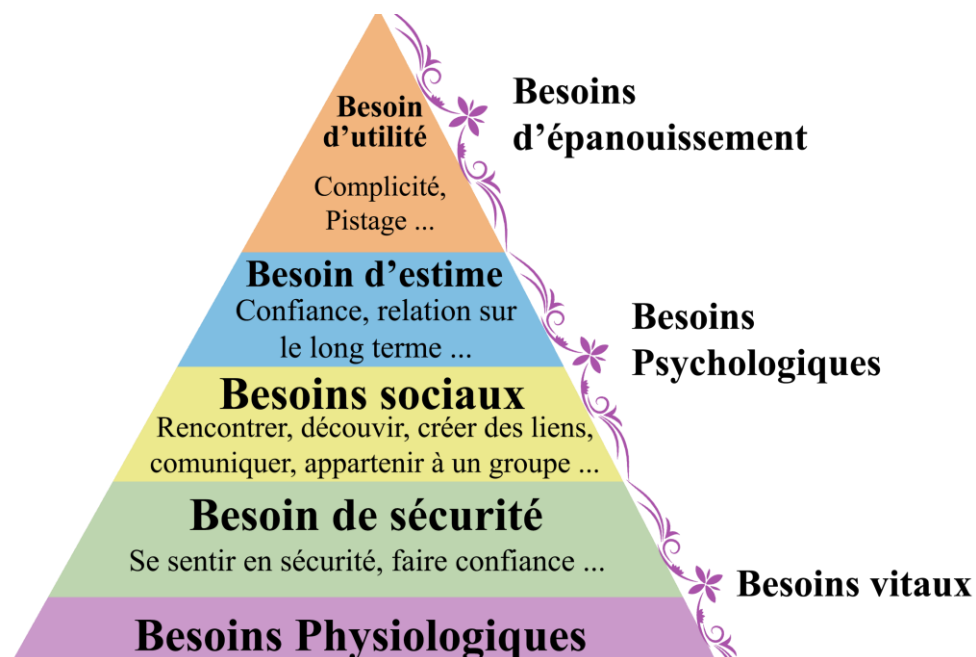 Besoin
d'utilité
Complicité,
Pistage ...
Besoins
d'épanouissement
Besoin d'estime
Confiance, relation sur
le long terme ...
Besoins
Psychologiques
Besoins sociaux
Rencontrer, découvir, créer des liens,
comuniquer, appartenir à un groupe ...
Besoin de sécurité
Se sentir en sécurité, faire confiance ...
Besoins vitaux
Besoins Physiologiques